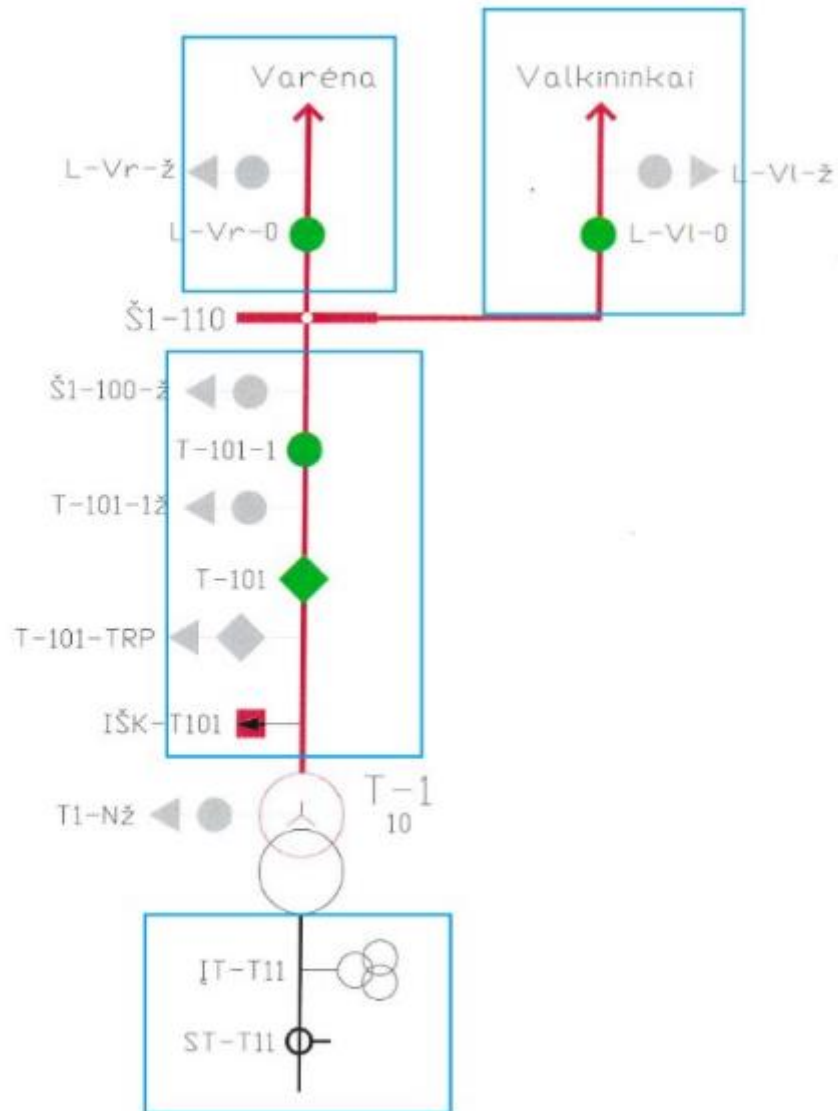 Varėna
Valkininkai
L-Vr-ž
L-Vl-ž
L-Vr-0
L-Vl-0
Š1-110
Š1-100-ž
T-101-1
T-101-1ž
T-101
T-101-TRP
IŠK-T101
T-1
10
T1-Nž
ĮT-T11
ST-T11